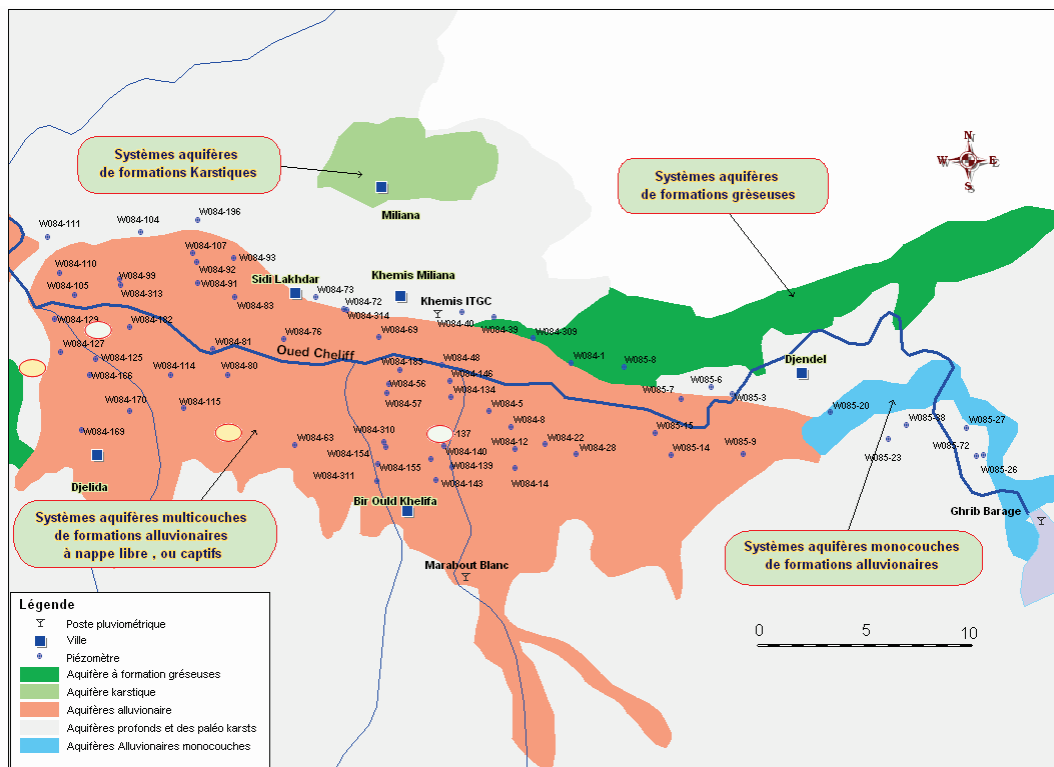 Systèmes aquifères
de formations Karstiques
Systèmes aquifères
de formations grèseuses
N
W
E
S
Miliana
W084-196
W084-104
W084-111
W084-107
W084-93
W084-110
W084-99
W084-92
W084-91
W084-105
W084-313
W084-83
Sidi Lakhdar
Khemis Miliana
W084-73
W084-72
W084-314
Khemis ITGC
W084-40
W084-39
W084-309
W084-129
W084-182
W084-76
W084-69
W084-127
W084-125
W084-81
Oued Cheliff
W084-48
W084-1
W085-8
Djendel
W084-166
W084-114
W084-80
W084-185
W084-146
W084-56
W084-134
W084-57
W085-7
W085-6
W085-3
W084-170
W084-115
W084-5
W085-20
W084-8
W084-169
W084-63
W084-310
-137
W084-12
W084-22
W085-15
W085-38
W085-27
W084-154
W084-140
W084-28
W085-14
W085-9
W085-23
W085-72
W084-155
W084-139
W085-26
W084-311
W084-143
W084-14
Djelida
Bir Ould Khelifa
Ghrib Barage
Systèmes aquifères multicouches
de formations alluvionaires
à nappe libre , ou captifs
Systèmes aquifères monocouches
de formations alluvionaires
Marabout Blanc
Légende
Poste pluviométrique
Ville
Piézomètre
Aquifère à formation gréseuses
Aquifère karstique
Aquifères alluvionaire
Aquifères profonds et des paléo karsts
Aquifères Alluvionaires monocouches
0 5 10